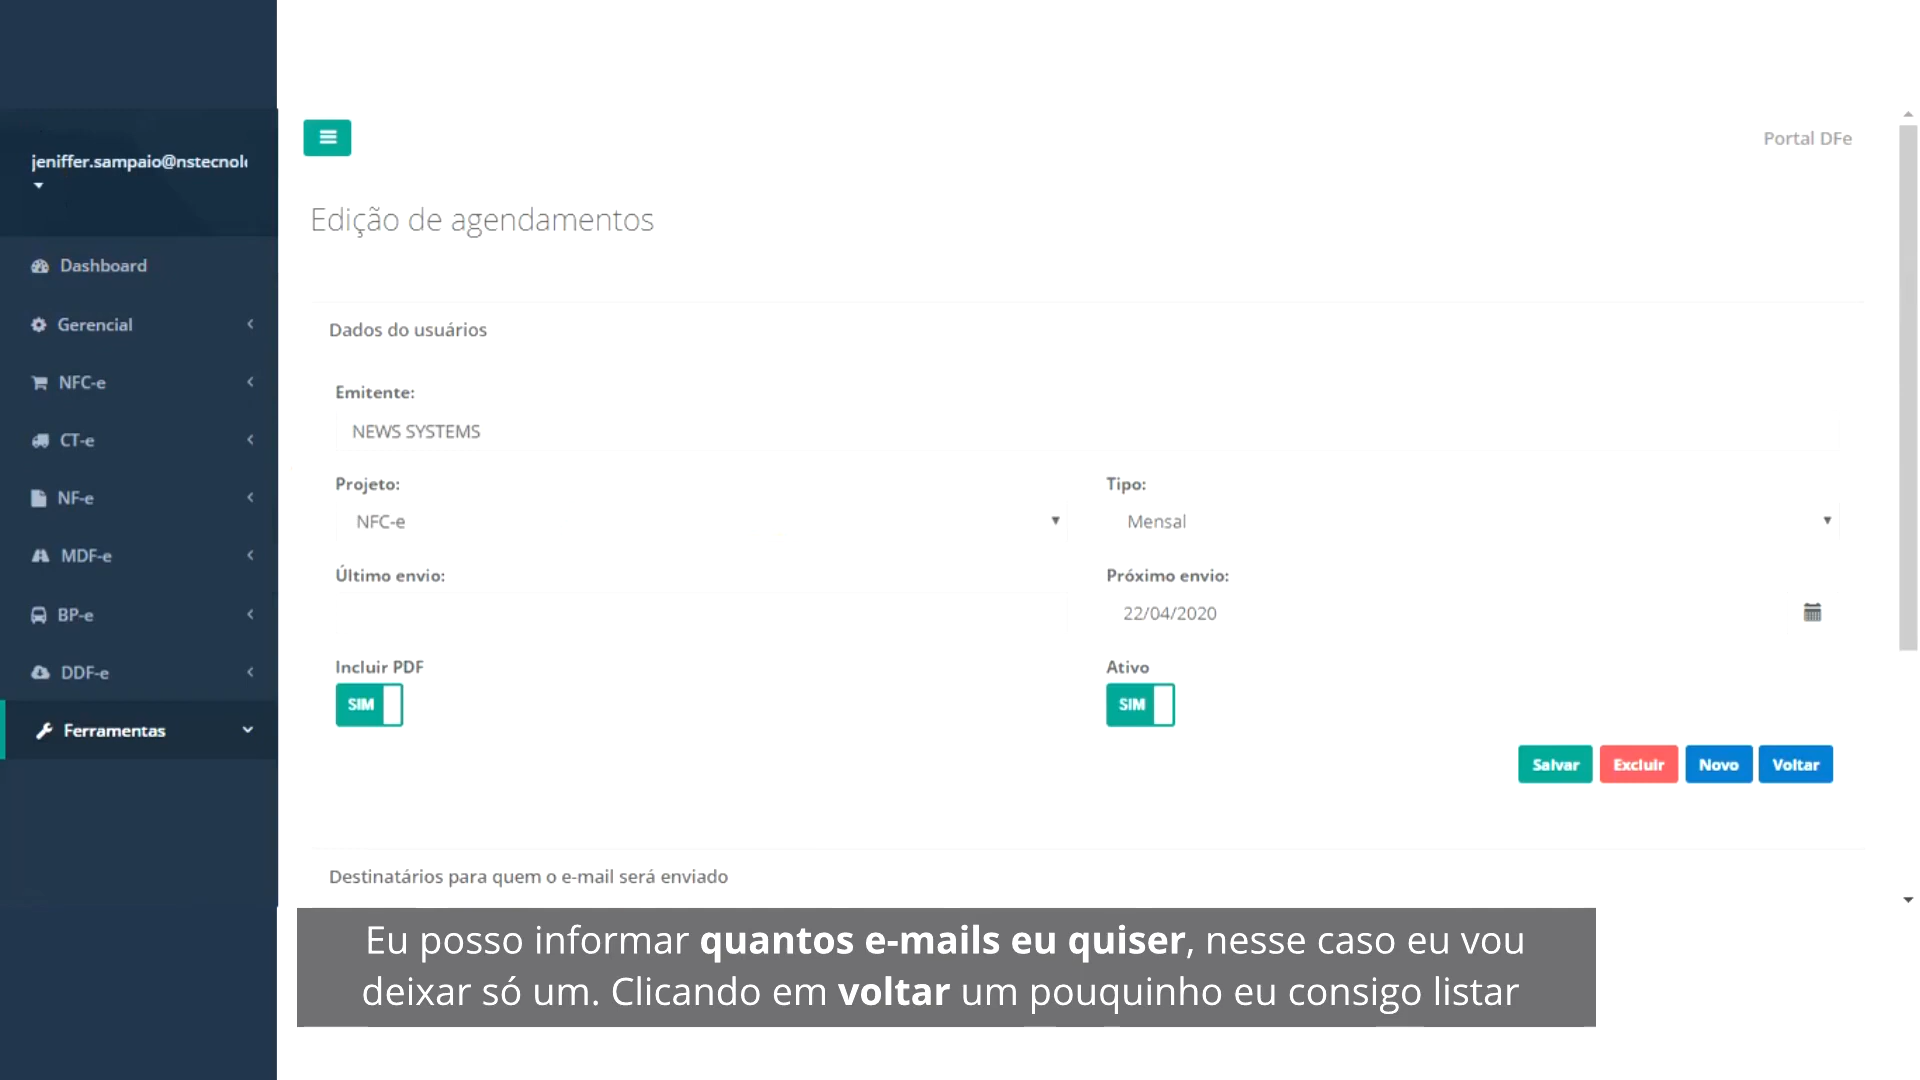 jeniffer.sampaio@nstecnol
Dashboard
Gerencial
NFC-e
CT-e
NF-e
MDF-e
BP-e
DDF-e
Ferramentas
Portal DFe
Edição de agendamentos
Dados do usuários
Emitente:
NEWS SYSTEMS
Projeto:
Tipo:
NFC-e
Mensal
Último envio:
Próximo envio:
22/04/2020
Incluir PDF
Ativo
SIM
SIM
Salvar
Excluir
Novo
Voltar
Destinatários para quem o e-mail será enviado
Eu posso informar quantos e-mails eu quiser, nesse caso eu vou
deixar só um. Clicando em voltar um pouquinho eu consigo listar